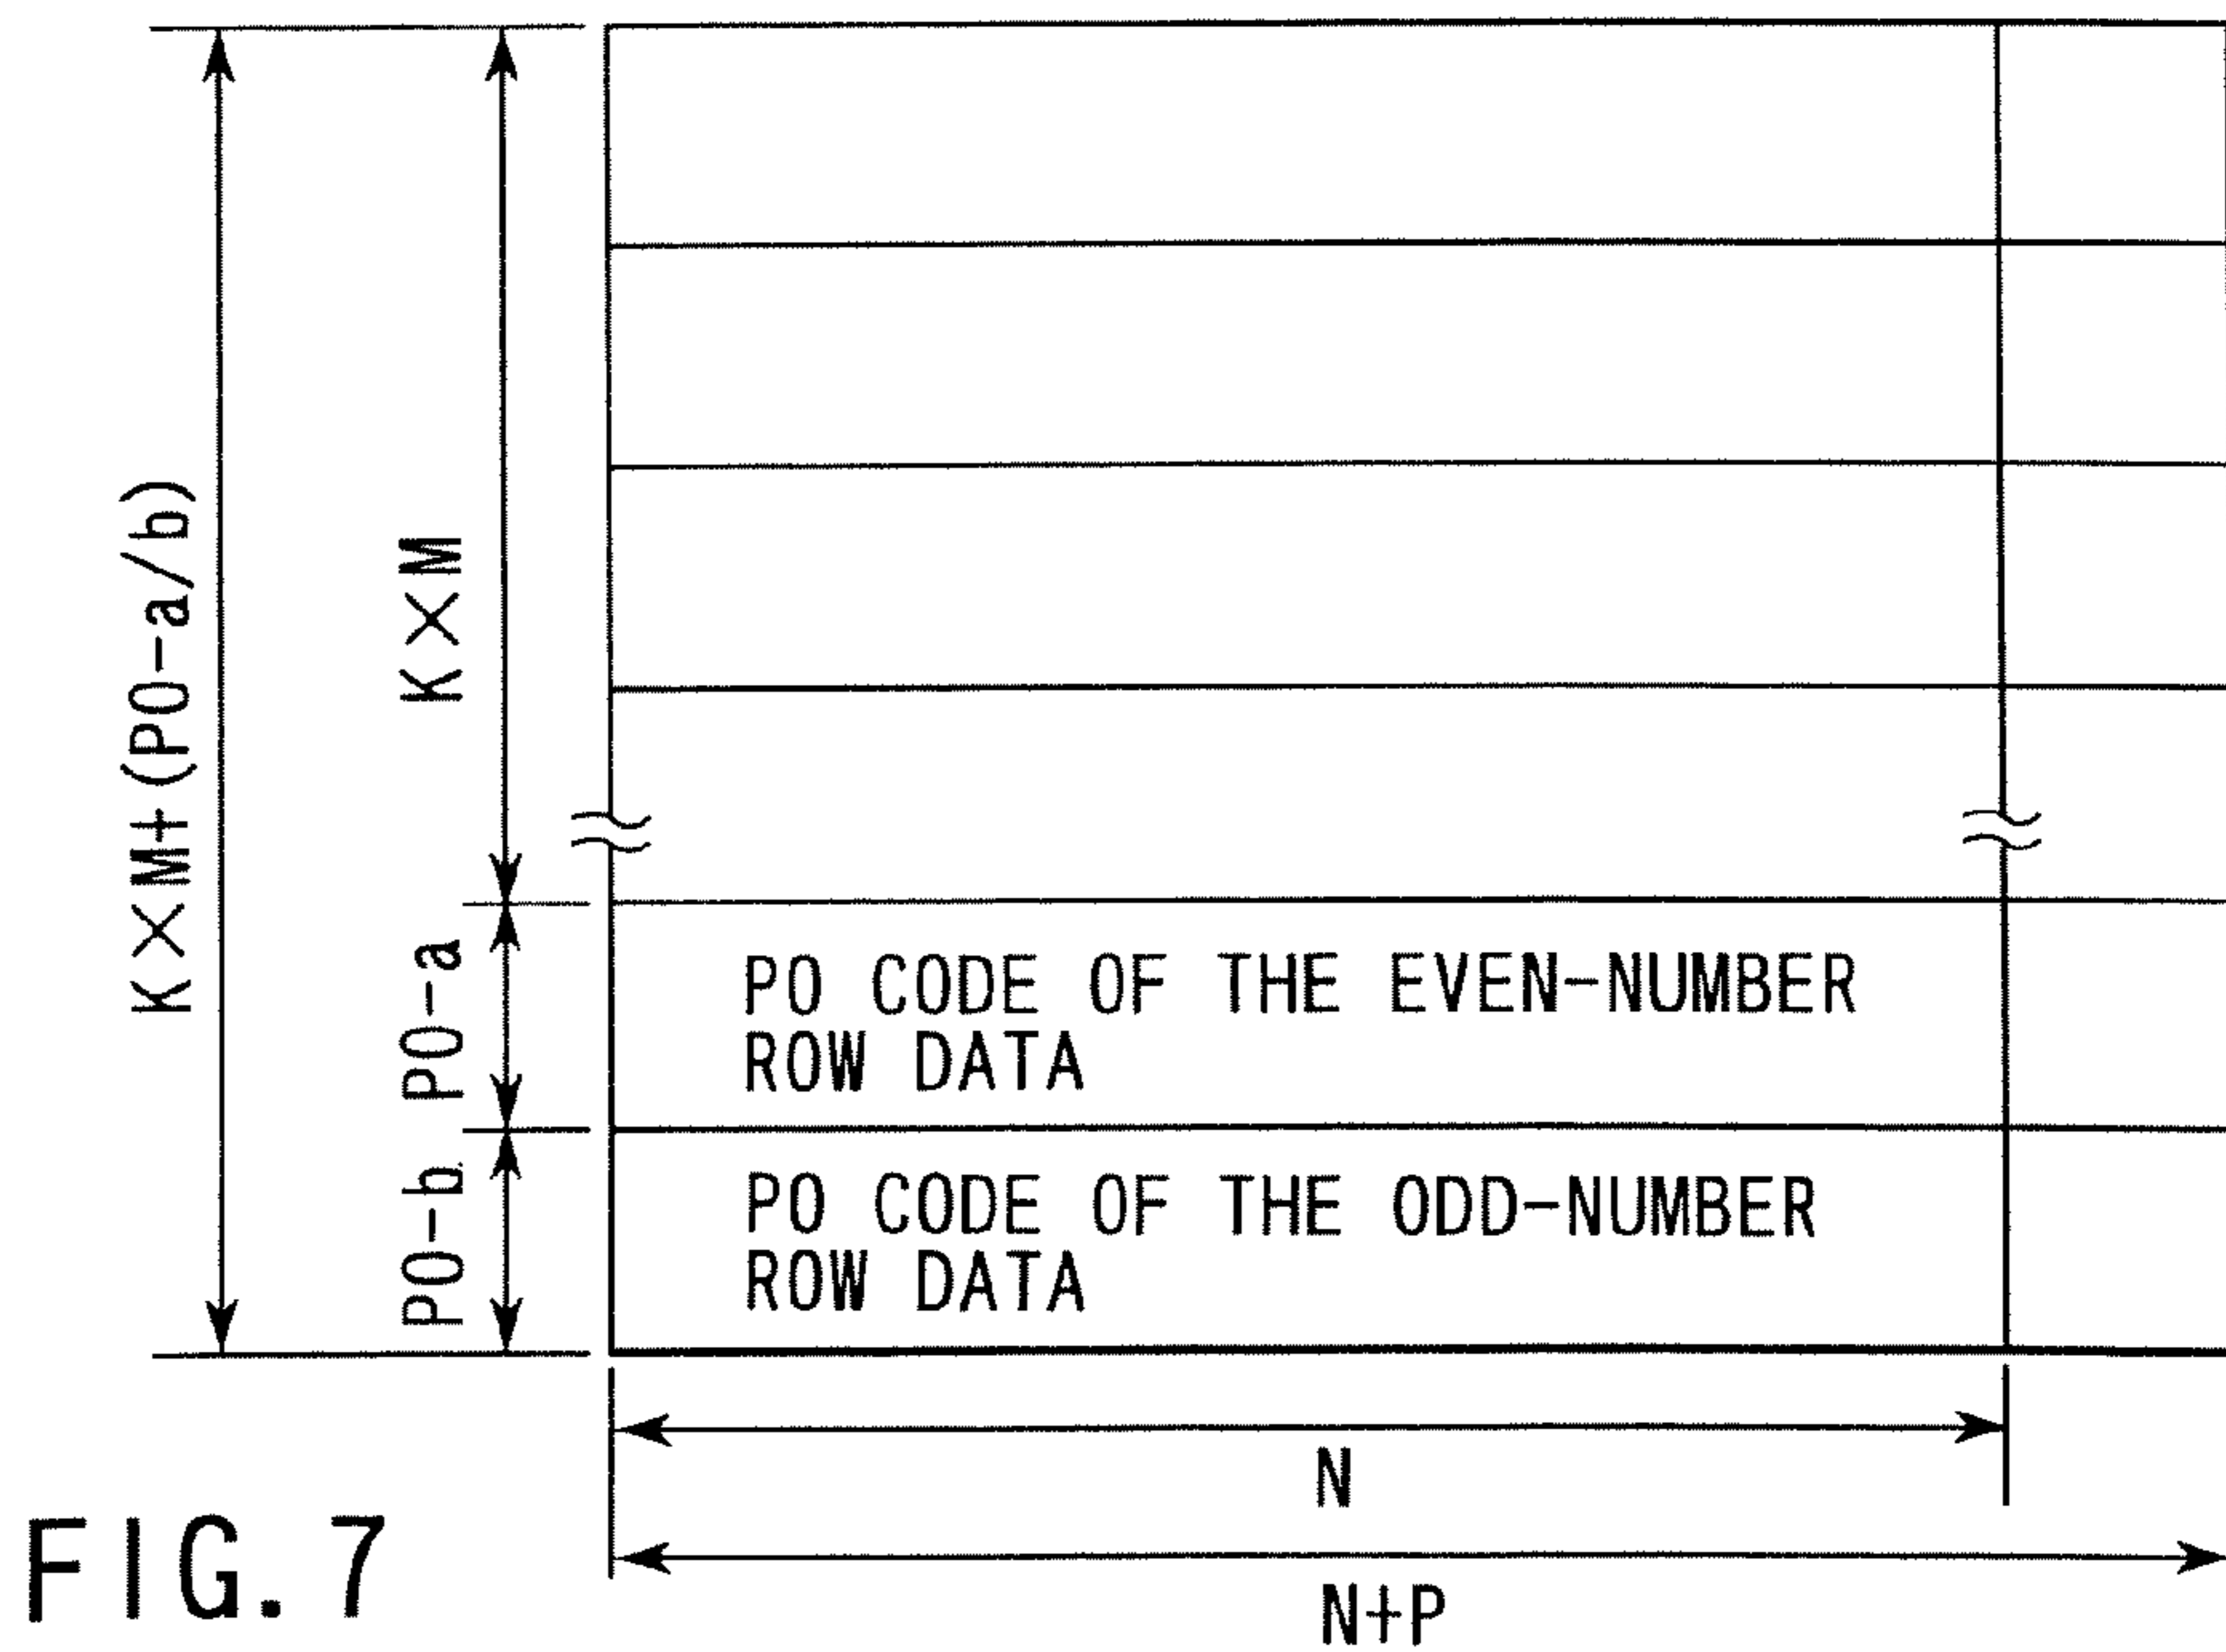 K×M+(PO-a/b)
K×M
PO-a
PO-b
PO CODE OF THE EVEN-NUMBER
ROW DATA
PO CODE OF THE ODD-NUMBER
ROW DATA
N
N+P
FIG. 7